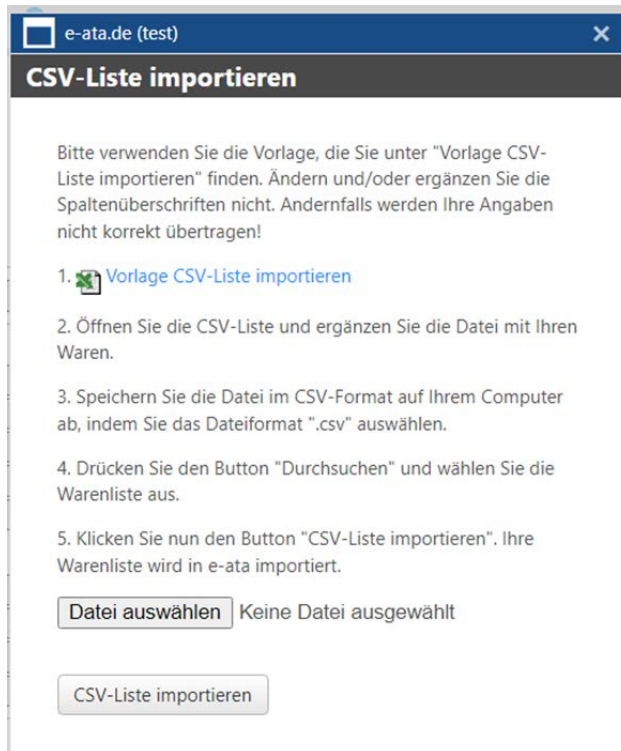 e-ata.de (test)
CSV-Liste importieren
Bitte verwenden Sie die Vorlage, die Sie unter "Vorlage CSV-
Liste importieren" finden. Ändern und/oder ergänzen Sie die
Spaltenüberschriften nicht. Andernfalls werden Ihre Angaben
nicht korrekt übertragen!
1. Vorlage CSV-Liste importieren
2. Öffnen Sie die CSV-Liste und ergänzen Sie die Datei mit Ihren
Waren.
3. Speichern Sie die Datei im CSV-Format auf Ihrem Computer
ab, indem Sie das Dateiformat ".csv" auswählen.
4. Drücken Sie den Button "Durchsuchen" und wählen Sie die
Warenliste aus.
5. Klicken Sie nun den Button "CSV-Liste importieren". Ihre
Warenliste wird in e-ata importiert.
Datei auswählen Keine Datei ausgewählt
CSV-Liste importieren